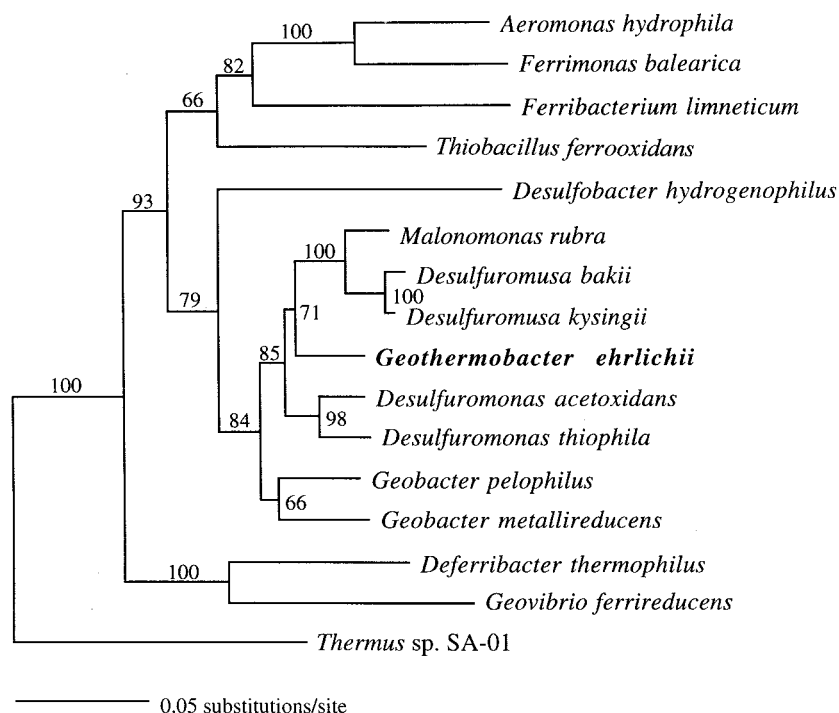 100
Aeromonas hydrophila
82
Ferrimonas balearica
66
Ferribacterium limneticum
Thiobacillus ferrooxidans
93
Desulfobacter hydrogenophilus
Malonomonas rubra
100
Desulfuromusa bakii
100
79
71
Desulfuromusa kysingii
85
Geothermobacter ehrlichii
100
Desulfuromonas acetoxidans
84
98
Desulfuromonas thiophila
Geobacter pelophilus
66
Geobacter metallireducens
100
Deferribacter thermophilus
Geovibrio ferrireducens
Thermus sp. SA-01
0.05 substitutions/site